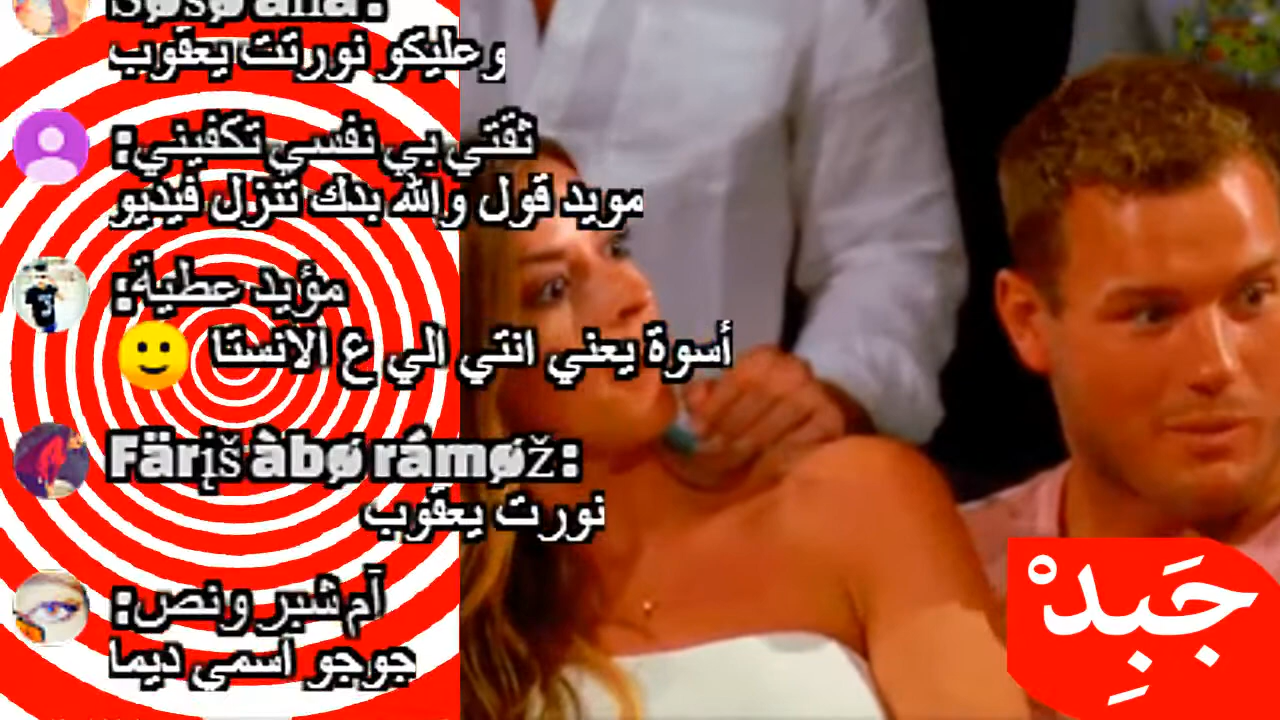 وعليكو نورتت يعقوب
ثقتي بي نفسي تكفيني:
مويد قول والله بدك تنزل فيديو
مؤيد عطية:
أسوة يعني انتي الي ع الانستا 🙂
Färįš àbø rámøž:
نورت يعقوب
آم شبر ونص:
جوجو اسمي ديما
جَبِدْ